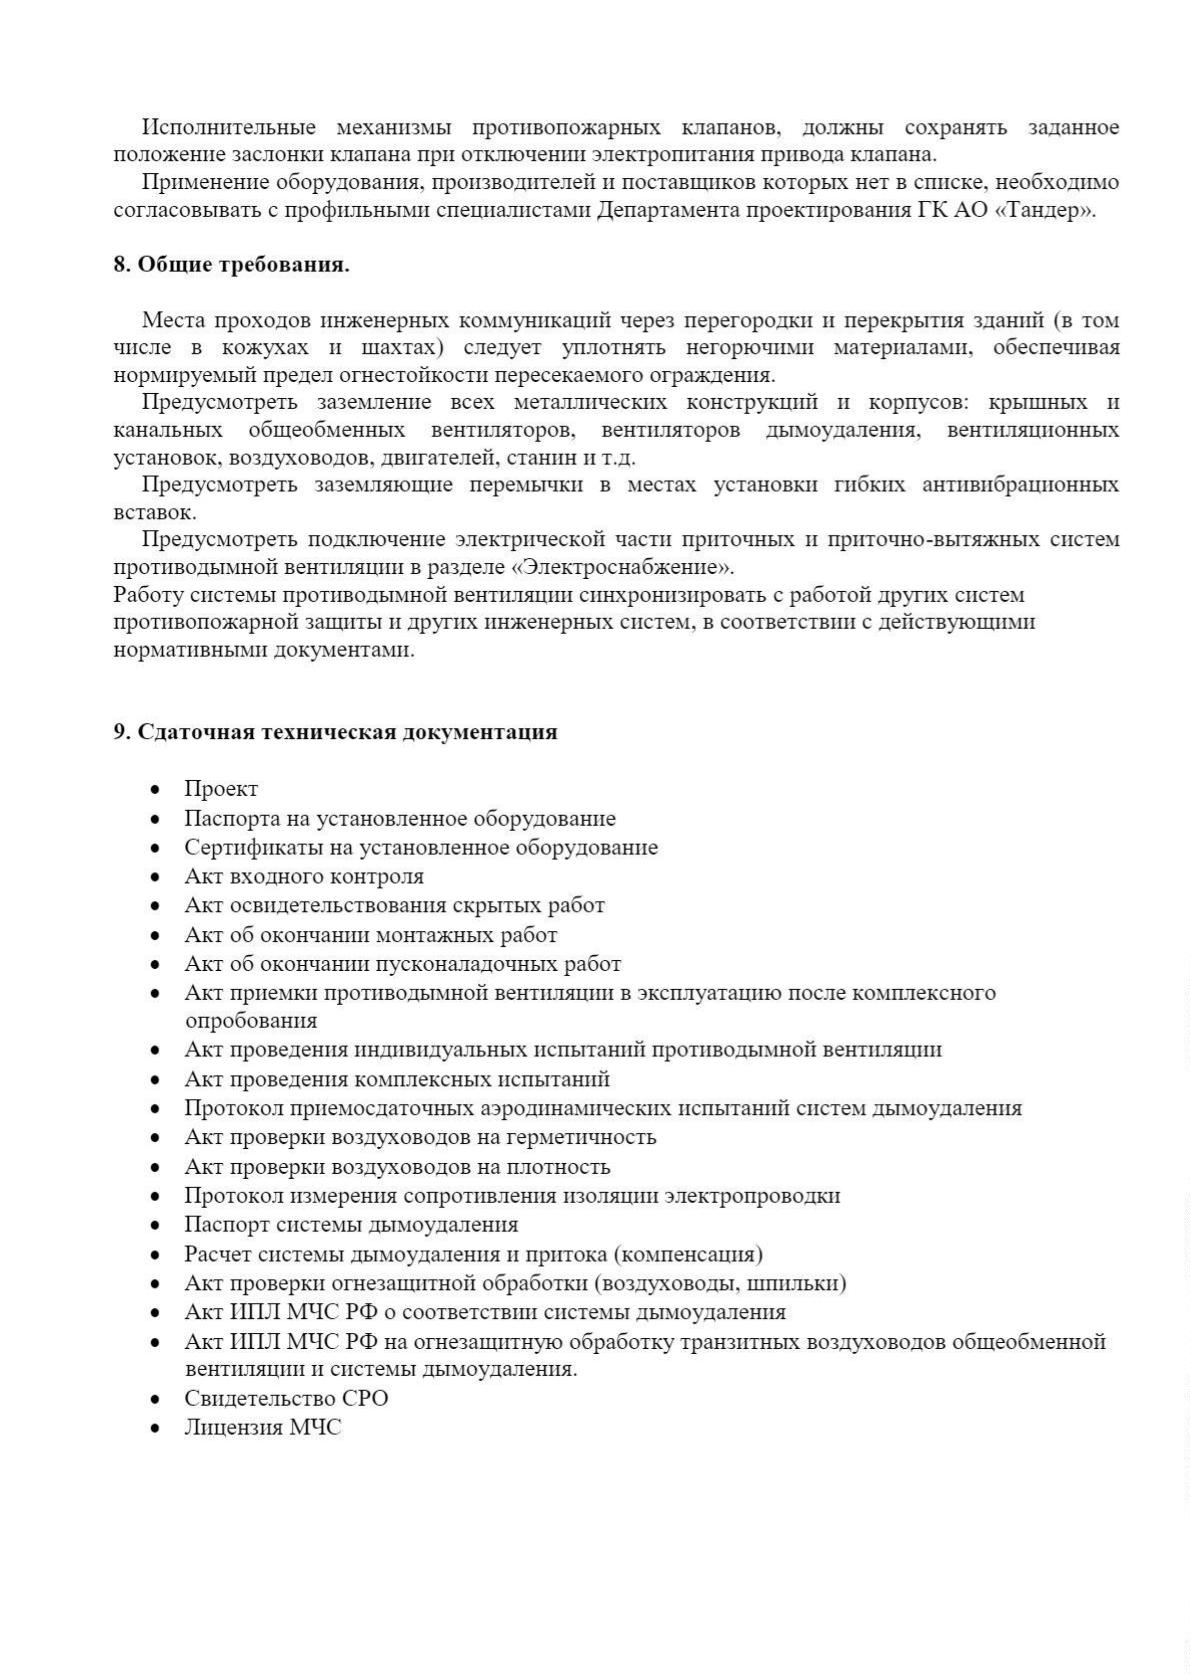 Исполнительные механизмы противопожарных клапанов, должны сохранять заданное
положение заслонки клапана при отключении электропитания привода клапана.
Применение оборудования, производителей и поставщиков которых нет в списке, необходимо
согласовывать с профильными специалистами Департамента проектирования ГК АО «Тандер».
8. Общие требования.
Места проходов инженерных коммуникаций через перегородки и перекрытия зданий (в том
числе в кожухах и шахтах) следует уплотнять негорючими материалами, обеспечивая
нормируемый предел огнестойкости пересекаемого ограждения.
Предусмотреть заземление всех металлических конструкций и корпусов: крышных и
канальных общеобменных вентиляторов, вентиляторов дымоудаления, вентиляционных
установок, воздуховодов, двигателей, станин и т.д.
Предусмотреть заземляющие перемычки в местах установки гибких антивибрационных
вставок.
Предусмотреть подключение электрической части приточных и приточно-вытяжных систем
противодымной вентиляции в разделе «Электроснабжение».
Работу системы противодымной вентиляции синхронизировать с работой других систем
противопожарной защиты и других инженерных систем, в соответствии с действующими
нормативными документами.
9. Сдаточная техническая документация
• Проект
• Паспорта на установленное оборудование
• Сертификаты на установленное оборудование
• Акт входного контроля
• Акт освидетельствования скрытых работ
• Акт об окончании монтажных работ
• Акт об окончании пусконаладочных работ
• Акт приемки противодымной вентиляции в эксплуатацию после комплексного
опробования
• Акт проведения индивидуальных испытаний противодымной вентиляции
• Акт проведения комплексных испытаний
• Протокол приемосдаточных аэродинамических испытаний систем дымоудаления
• Акт проверки воздуховодов на герметичность
• Акт проверки воздуховодов на плотность
• Протокол измерения сопротивления изоляции электропроводки
• Паспорт системы дымоудаления
• Расчет системы дымоудаления и притока (компенсация)
• Акт проверки огнезащитной обработки (воздуховоды, шпильки)
• Акт ИПЛ МЧС РФ о соответствии системы дымоудаления
• Акт ИПЛ МЧС РФ на огнезащитную обработку транзитных воздуховодов общеобменной
вентиляции и системы дымоудаления.
• Свидетельство СРО
• Лицензия МЧС